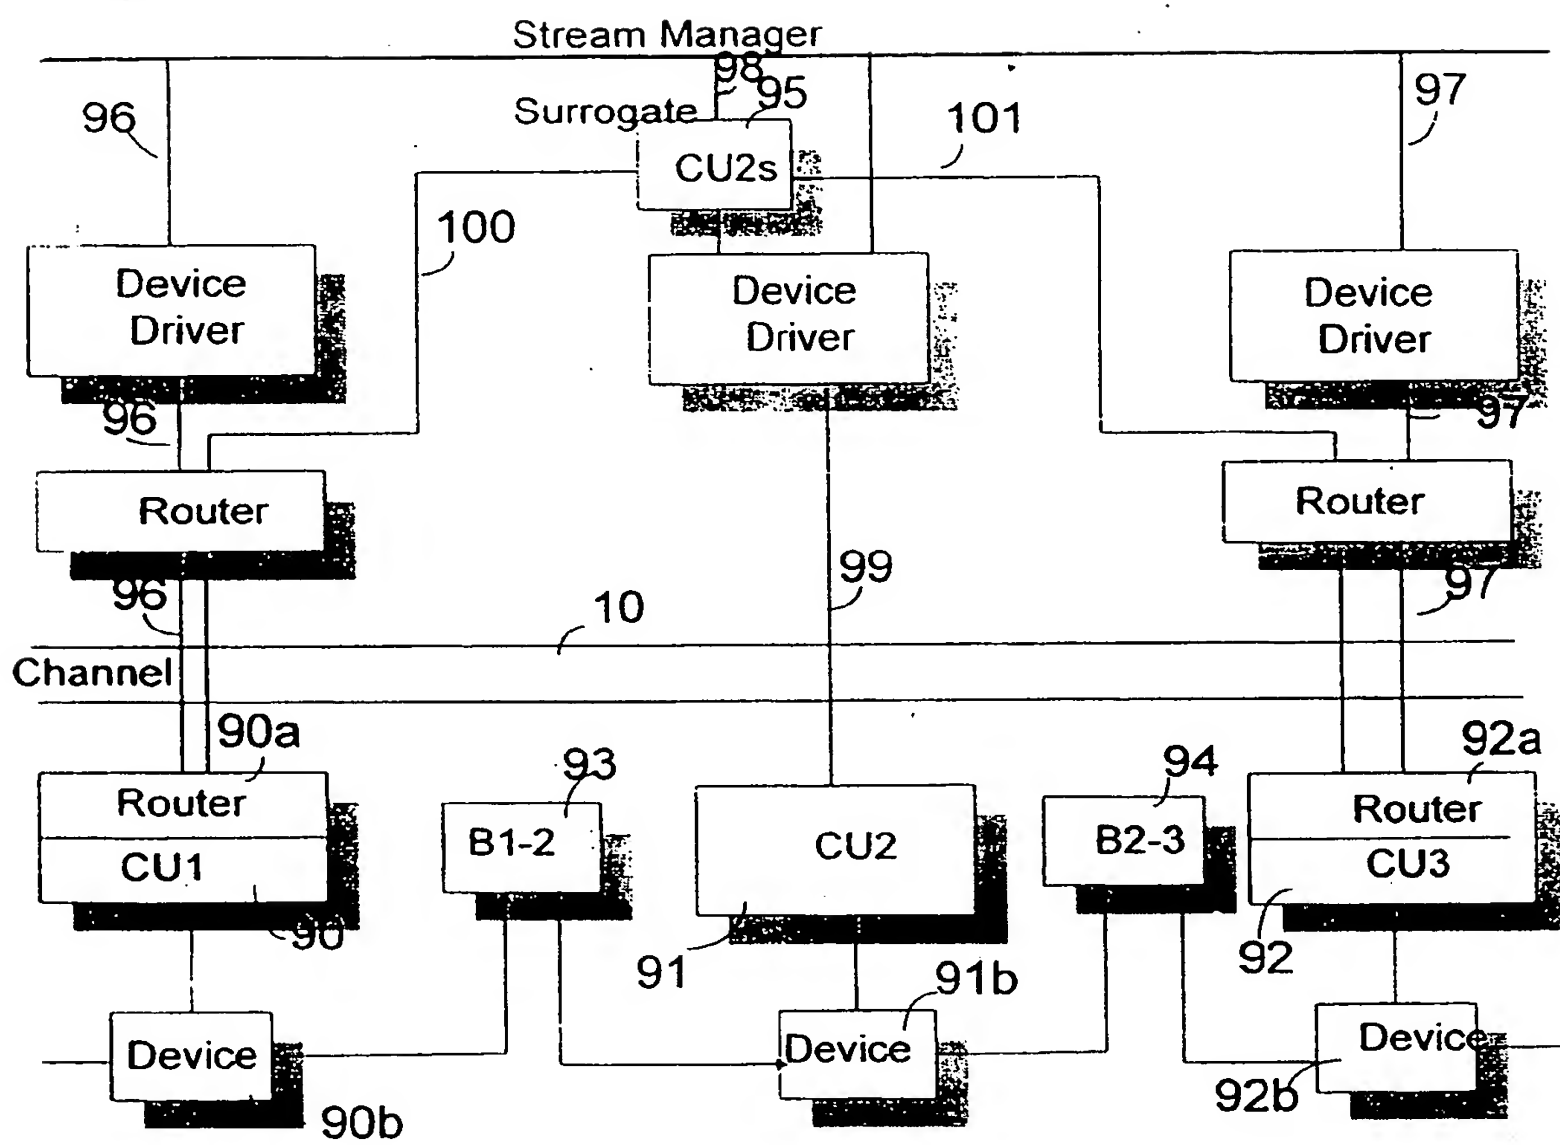 Stream Manager
98
96
Surrogate
95
101
97
CU2s
100
Device
Driver
Device
Driver
Device
Driver
96
97
Router
Router
96
99
10
97
Channel
90a
93
94
92a
Router
CU1
B1-2
CU2
B2-3
Router
CU3
90
91
91b
92
Device
Device
Device
90b
92b